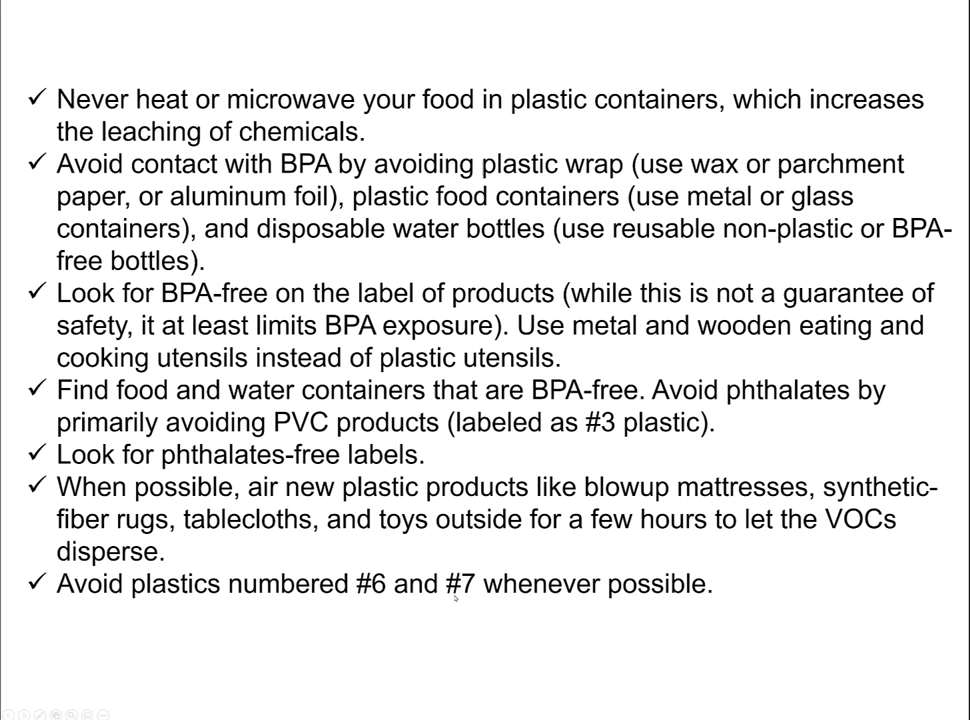 ✓ Never heat or microwave your food in plastic containers, which increases
the leaching of chemicals.
✓ Avoid contact with BPA by avoiding plastic wrap (use wax or parchment
paper, or aluminum foil), plastic food containers (use metal or glass
containers), and disposable water bottles (use reusable non-plastic or BPA-
free bottles).
✓ Look for BPA-free on the label of products (while this is not a guarantee of
safety, it at least limits BPA exposure). Use metal and wooden eating and
cooking utensils instead of plastic utensils.
✓ Find food and water containers that are BPA-free. Avoid phthalates by
primarily avoiding PVC products (labeled as #3 plastic).
✓ Look for phthalates-free labels.
✓ When possible, air new plastic products like blowup mattresses, synthetic-
fiber rugs, tablecloths, and toys outside for a few hours to let the VOCs
disperse.
✓ Avoid plastics numbered #6 and #7 whenever possible.